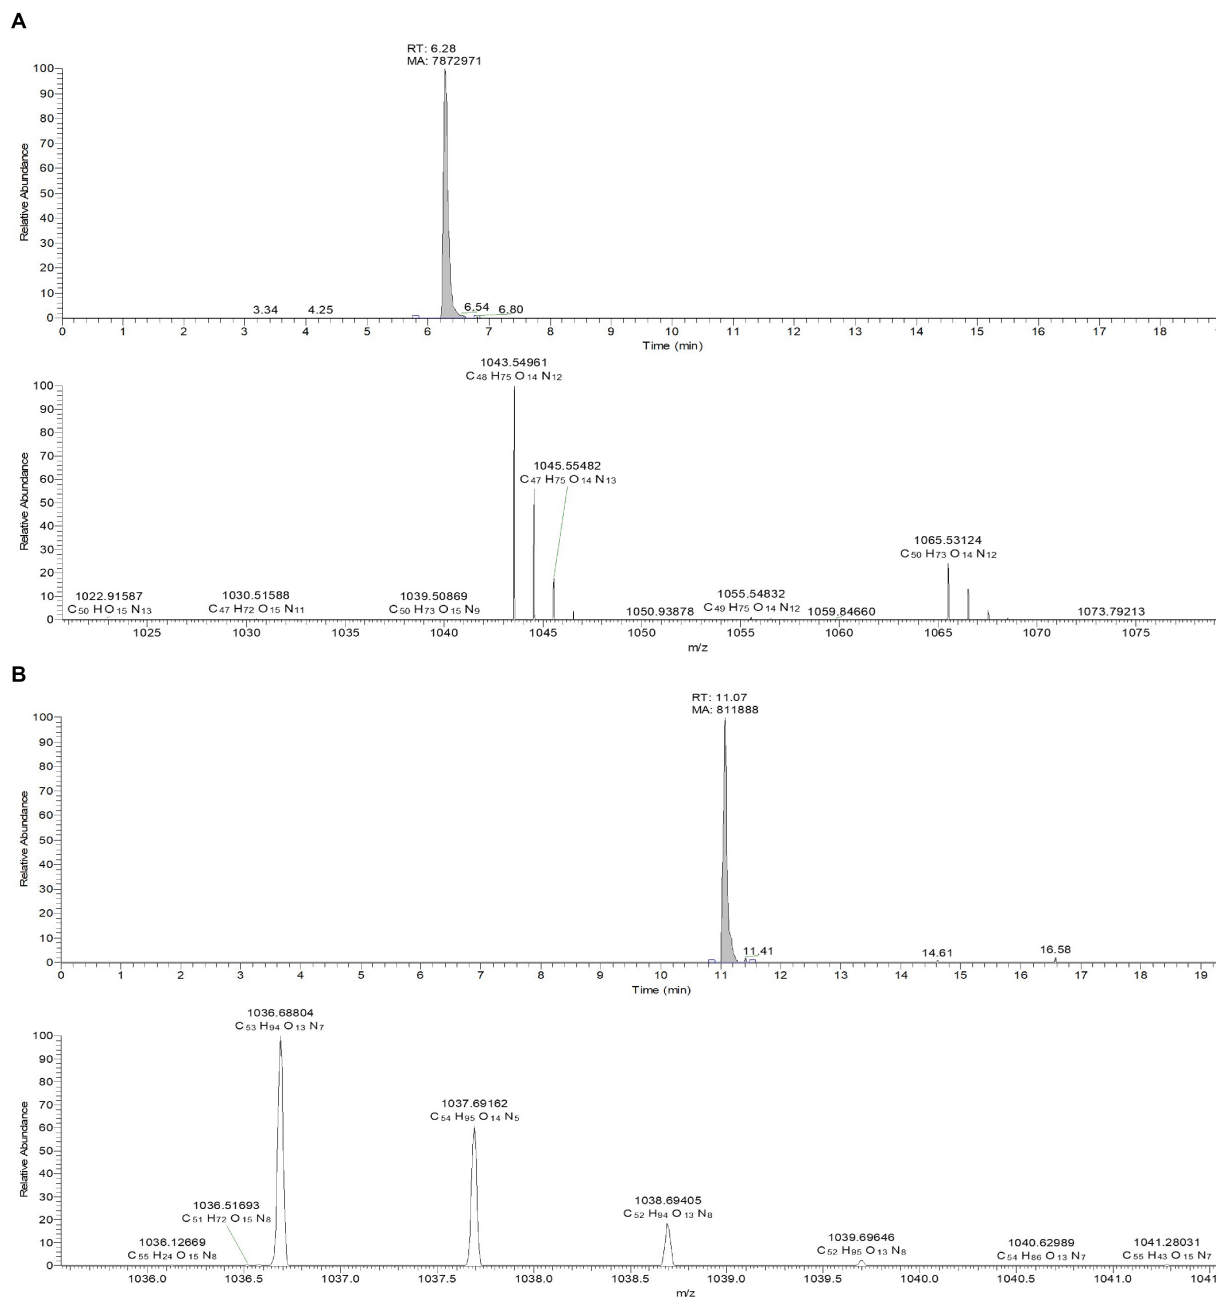 A
RT: 6.28
MA: 7872971
100
90
80
70
60
50
40
30
20
10
0
Relative Abundance
3.34 4.25 6.54 6.80
0 1 2 3 4 5 6 7 8 9 10 11 12 13 14 15 16 17 18
Time (min)
1043.54961
C48 H75 O14 N12
100
90
80
70
60
50
40
30
20
10
0
Relative Abundance
1045.55482
C47 H75 O14 N13
1065.53124
C50 H73 O14 N12
1022.91587 1030.51588 1039.50869 1050.93878 1055.54832 1059.84660 1073.79213
C50 HO15 N13 C47 H72 O15 N11 C50 H73 O15 N9 C49 H75 O14 N12
1025 1030 1035 1040 1045 1050 1055 1060 1065 1070 1075
m/z
B
RT: 11.07
MA: 811888
100
90
80
70
60
50
40
30
20
10
0
Relative Abundance
11.41 14.61 16.58
0 1 2 3 4 5 6 7 8 9 10 11 12 13 14 15 16 17 18 19
Time (min)
1036.68804
C53 H94 O13 N7
100
90
80
70
60
50
40
30
20
10
0
Relative Abundance
1037.69162
C54 H95 O14 N5
1036.51693
C51 H72 O15 N8
1038.69405
C52 H94 O13 N8
1036.12669 1039.69646 1040.62989 1041.28031
C55 H24 O15 N8 C52 H95 O13 N8 C54 H86 O13 N7 C55 H43 O15 N7
1036.0 1036.5 1037.0 1037.5 1038.0 1038.5 1039.0 1039.5 1040.0 1040.5 1041.0 1041
m/z